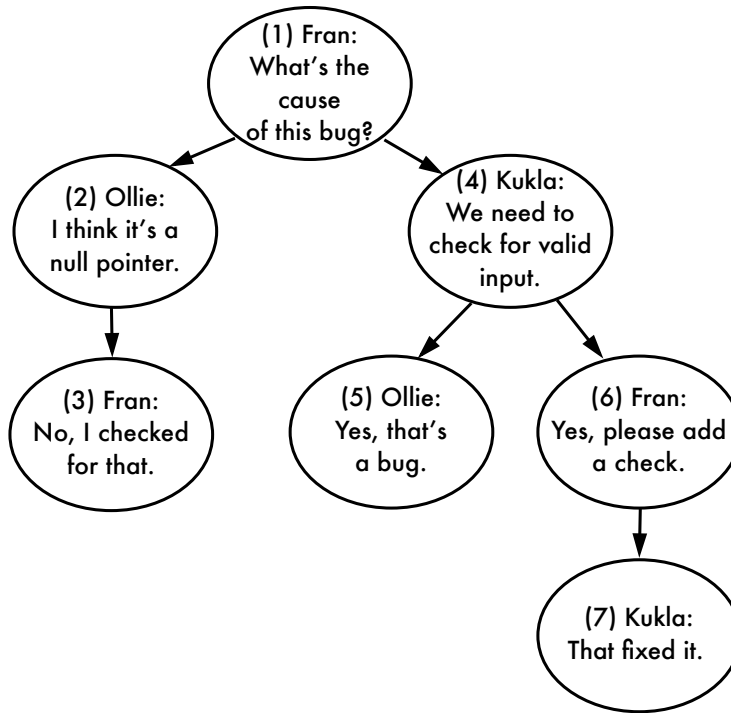 (1) Fran:
What's the
cause
of this bug?
(2) Ollie:
I think it's a
null pointer.
(4) Kukla:
We need to
check for valid
input.
(3) Fran:
No, I checked
for that.
(5) Ollie:
Yes, that's
a bug.
(6) Fran:
Yes, please add
a check.
(7) Kukla:
That fixed it.